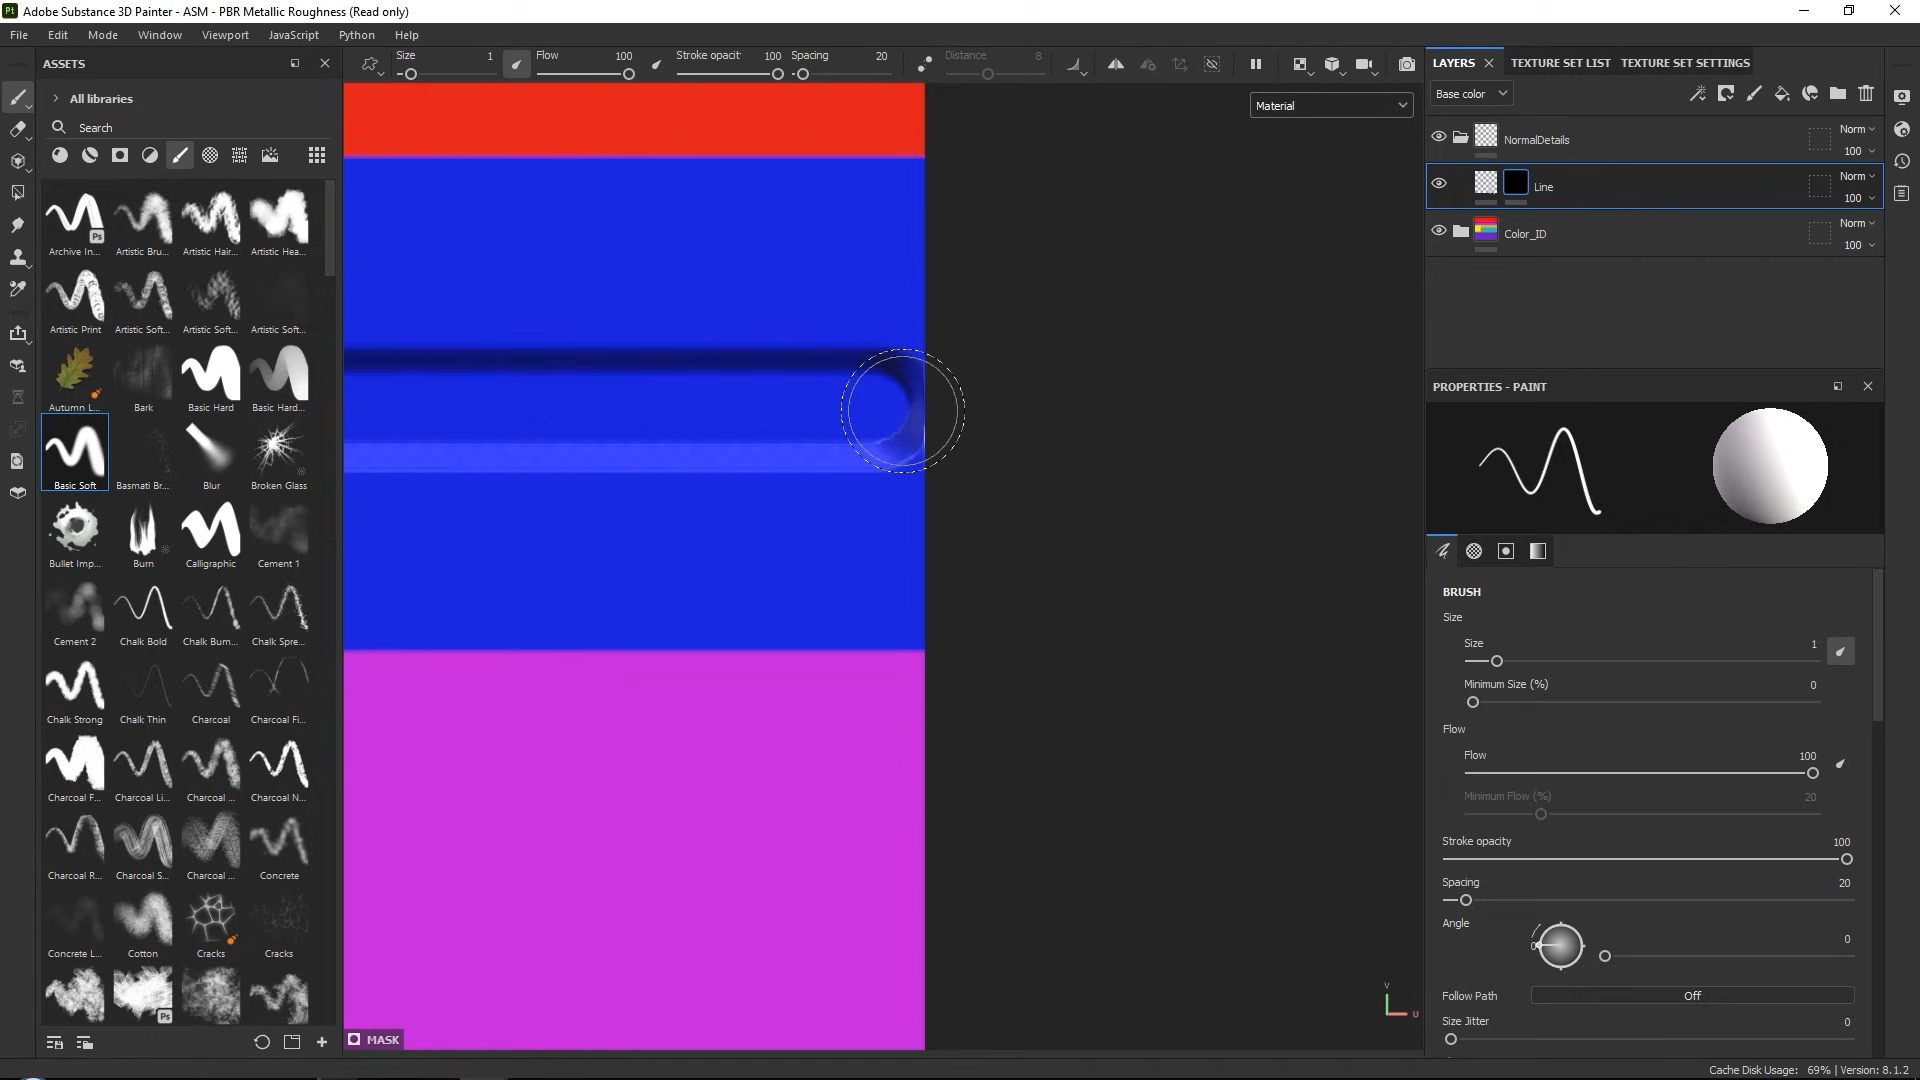 Pt Adobe Substance 3D Painter - ASM - PBR Metallic Roughness (Read only)
File Edit Mode Window Viewport JavaScript Python Help
ASSETS
All libraries
Search
Archive In... Artistic Bru... Artistic Hair... Artistic Hea...
Ps
Artistic Print Artistic Soft... Artistic Soft... Artistic Soft...
Autumn L... Bark Basic Hard Basic Hard...
Basic Soft Basmati Br... Blur Broken Glass
Bullet Imp... Burn Calligraphic Cement 1
Cement 2 Chalk Bold Chalk Bum... Chalk Spre...
Chalk Strong Chalk Thin Charcoal Charcoal Fi...
Charcoal F... Charcoal Li... Charcoal ... Charcoal N...
Charcoal R... Charcoal S... Charcoal ... Concrete
Concrete L... Cotton Cracks Cracks
Ps
Size 1 Flow 100 Stroke opacit 100 Spacing 20 Distance 8
Material
MASK
V
U
LAYERS TEXTURE SET LIST TEXTURE SET SETTINGS
Base color
NormalDetails Norm 100
Line Norm 100
Color_ID Norm 100
PROPERTIES - PAINT
BRUSH
Size
Size 1
Minimum Size (%) 0
Flow
Flow 100
Minimum Flow (%) 20
Stroke opacity 100
Spacing 20
Angle
0 0
Follow Path Off
Size Jitter 0
Cache Disk Usage: 69% | Version: 8.1.2